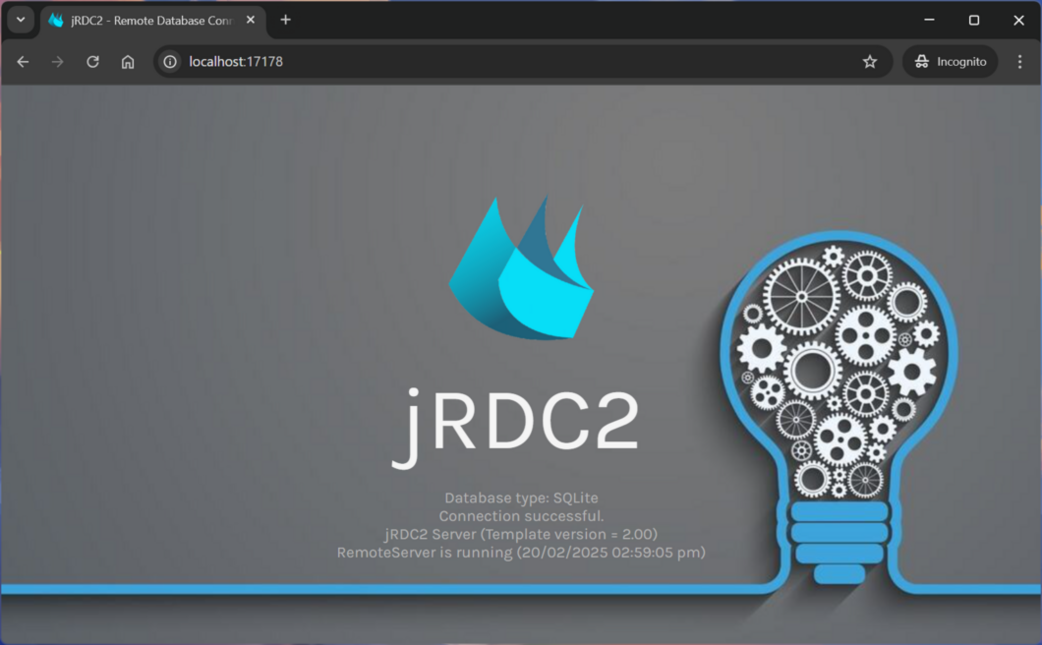 jRDC2 - Remote Database Conn
localhost:17178
Incognito
jRDC2
Database type: SQLite
Connection successful.
jRDC2 Server (Template version = 2.00)
RemoteServer is running (20/02/2025 02:59:05 pm)